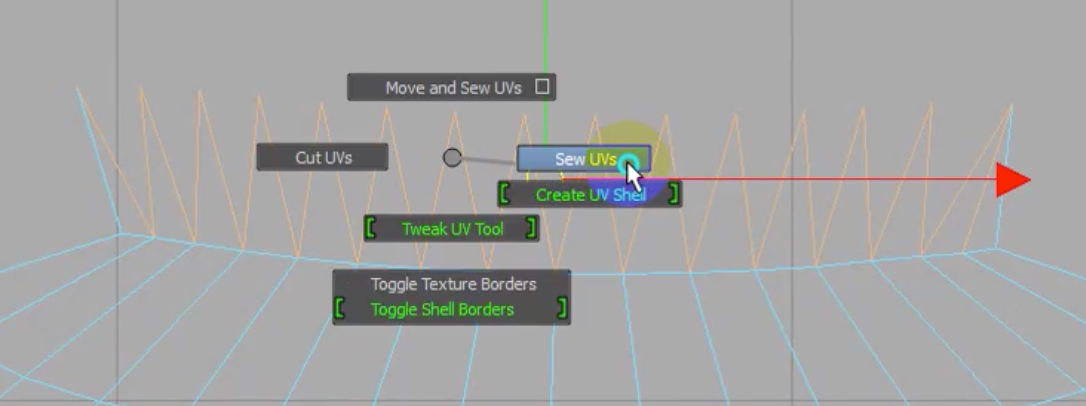 Move and Sew UVs
Cut UVs
Sew UVs
Create UV Shell
Tweak UV Tool
Toggle Texture Borders
Toggle Shell Borders